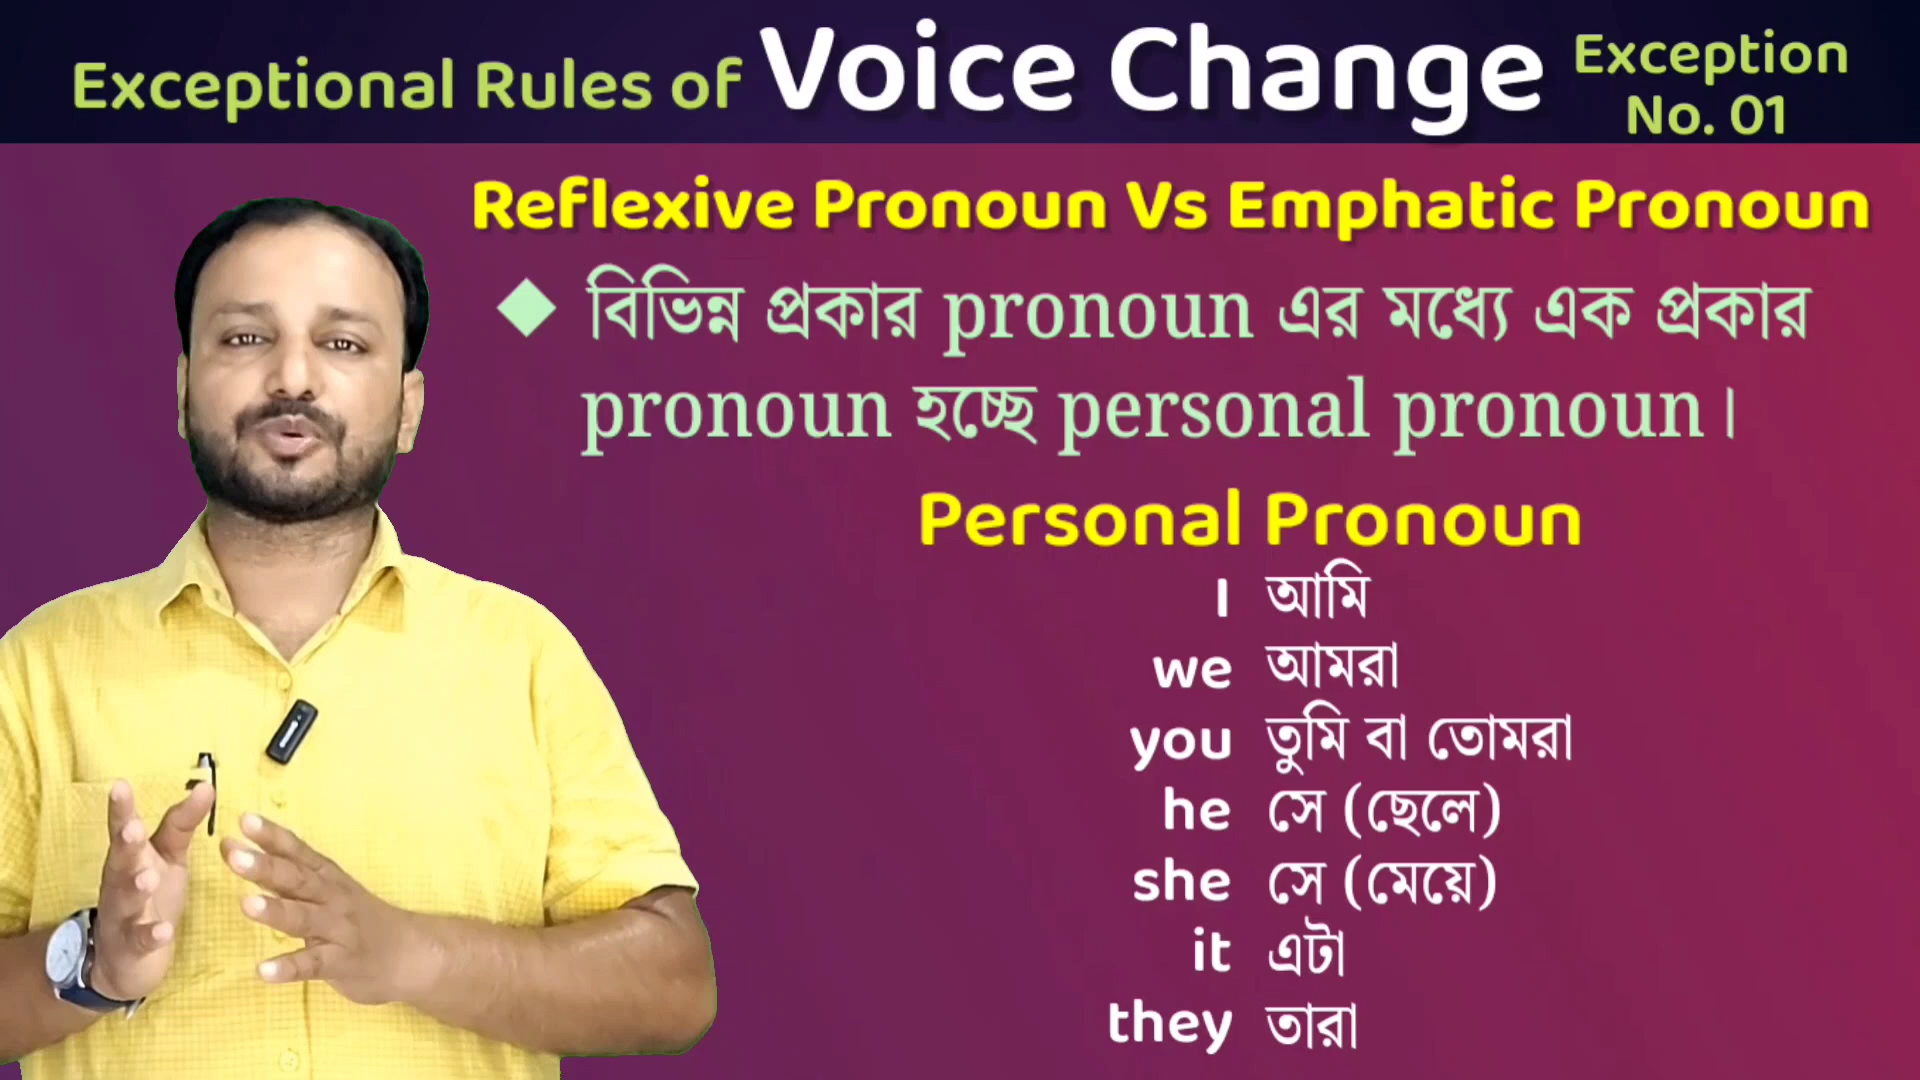 Exceptional Rules of Voice Change Exception No. 01
Reflexive Pronoun Vs Emphatic Pronoun
বিভিন্ন প্রকার pronoun এর মধ্যে এক প্রকার
pronoun হচ্ছে personal pronoun।
Personal Pronoun
I আমি
we আমরা
you তুমি বা তোমরা
he সে (ছেলে)
she সে (মেয়ে)
it এটা
they তারা